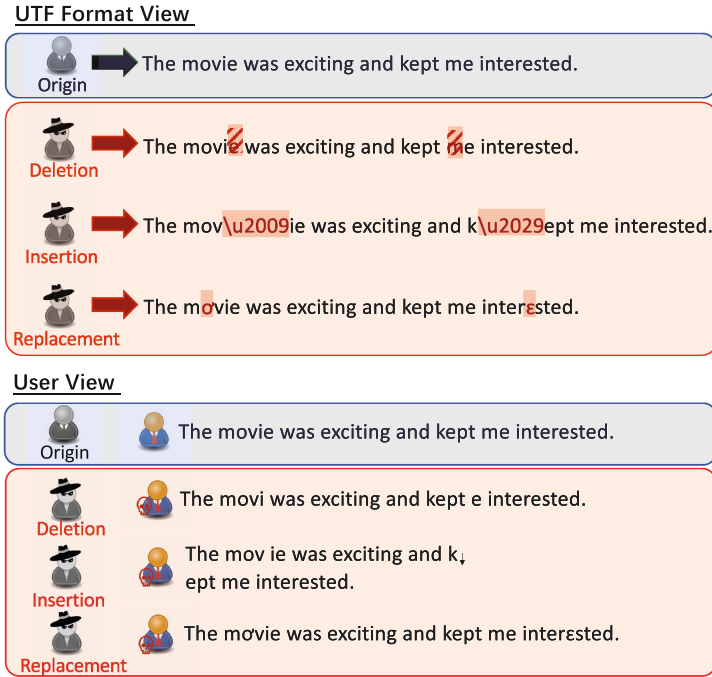 UTF Format View
Origin
The movie was exciting and kept me interested.
Deletion
The movie was exciting and kept me interested.
Insertion
The mov\u2009ie was exciting and k\u2029ept me interested.
Replacement
The mơvie was exciting and kept me interεsted.
User View
Origin
The movie was exciting and kept me interested.
Deletion
The movi was exciting and kept e interested.
Insertion
The mov ie was exciting and k↓
ept me interested.
Replacement
The mơvie was exciting and kept me interεsted.